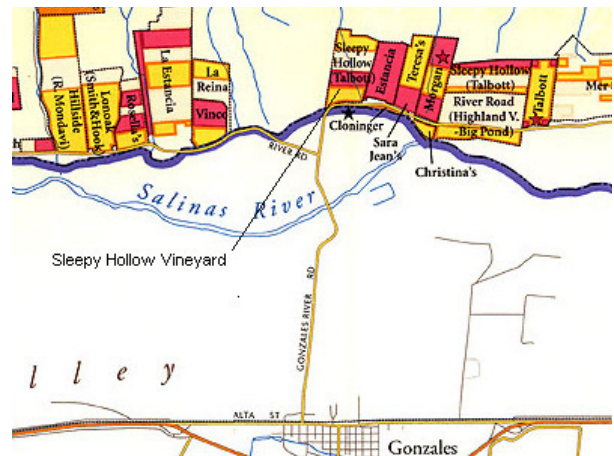 Hillside
(R. Mondavi)
Lonoak
(Smith&Hook)
Rosella's
La Estancia
La
Reina
Vinco
Sleepy
Hollow
(Talbott)
Estancia
Teresa's
Morgan
Sleepy Hollow
(Talbott)
River Road
(Highland V.
-Big Pond)
Talbott
Mer
Cloninger
Sara
Jean's
Christina's
RIVER RD
Salinas River
Sleepy Hollow Vineyard
GONZALES RIVER RD
lley
ALTA ST
Gonzales